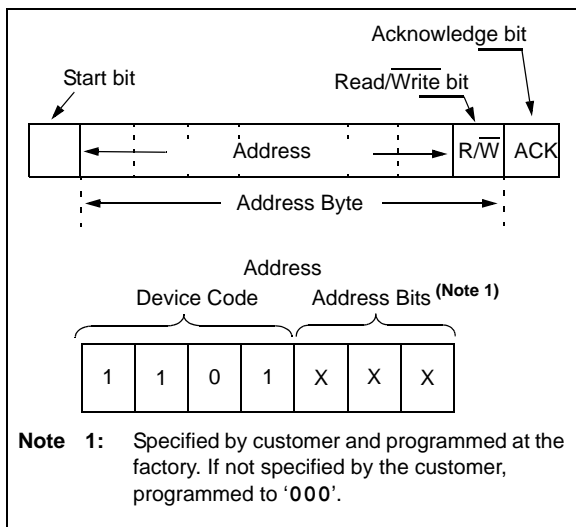 Acknowledge bit
Start bit
Read/Write bit
Address R/W ACK
Address Byte
Address
Device Code Address Bits (Note 1)
1 1 0 1 X X X
Note 1: Specified by customer and programmed at the
factory. If not specified by the customer,
programmed to ‘000’.